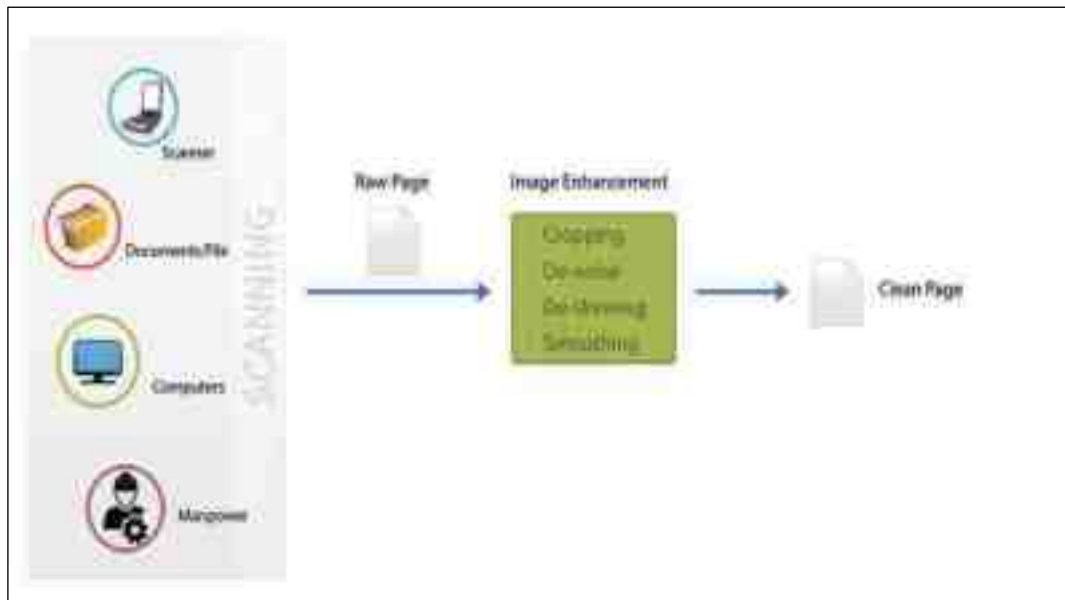 Scanner
Documents/File
Computers
Manpower
SCANNING
Raw Page
Image Enhancement
Cropping
De-noise
Smoothing
Clean Page